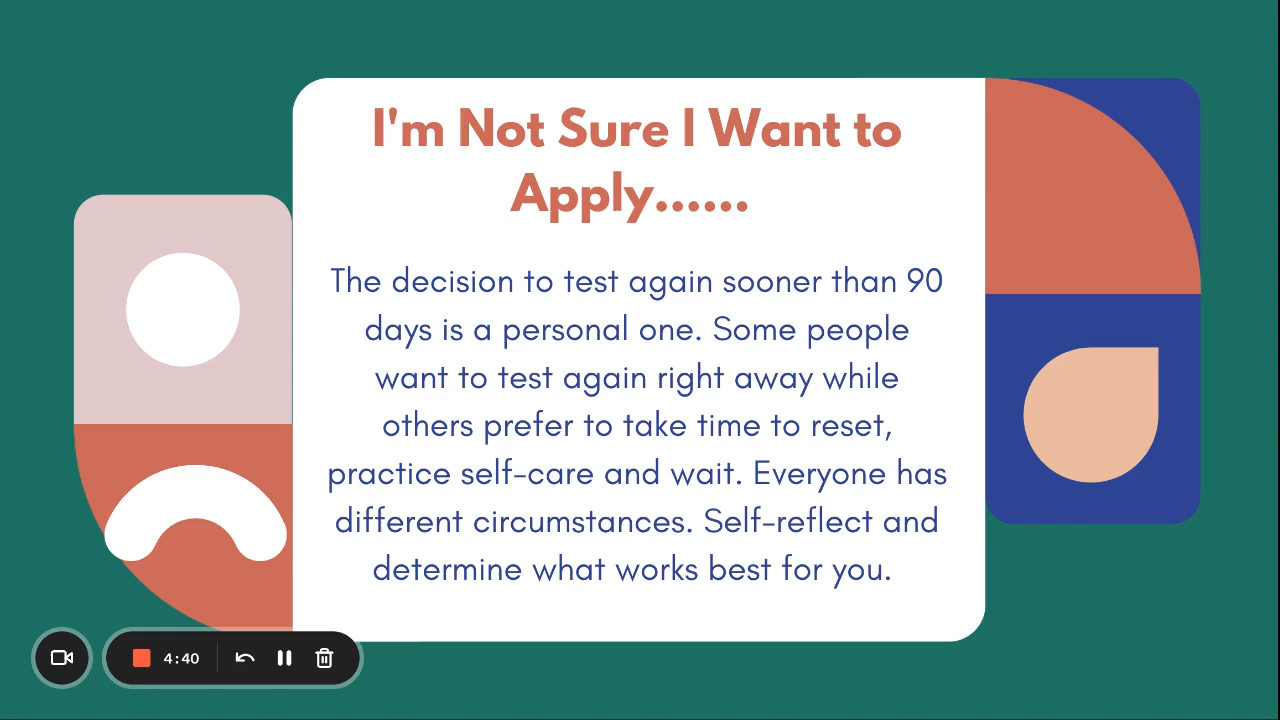 I'm Not Sure I Want to
Apply......
The decision to test again sooner than 90
days is a personal one. Some people
want to test again right away while
others prefer to take time to reset,
practice self-care and wait. Everyone has
different circumstances. Self-reflect and
determine what works best for you.
4:40